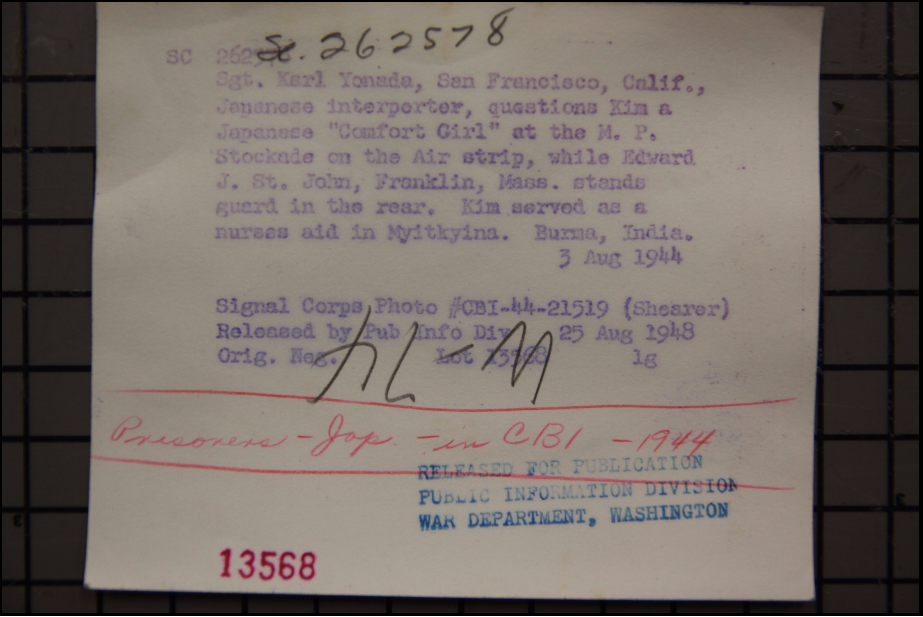 SC 262578
Sgt. Karl Yonada, San Francisco, Calif.,
Japanese interporter, questions Kim a
Japanese "Comfort Girl" at the M. P.
Stockade on the Air strip, while Edward
J. St. John, Franklin, Mass. stands
guard in the rear. Kim served as a
nurses aid in Myitkyina. Burma, India.
3 Aug 1944
Signal Corps Photo #CBI-44-21519 (Shearer)
Released by Pub Info Div 25 Aug 1948
Orig. Neg. Lot 13568 lg
Prisoners - Jap. - in CBI - 1944
RELEASED FOR PUBLICATION
PUBLIC INFORMATION DIVISION
WAR DEPARTMENT, WASHINGTON
13568